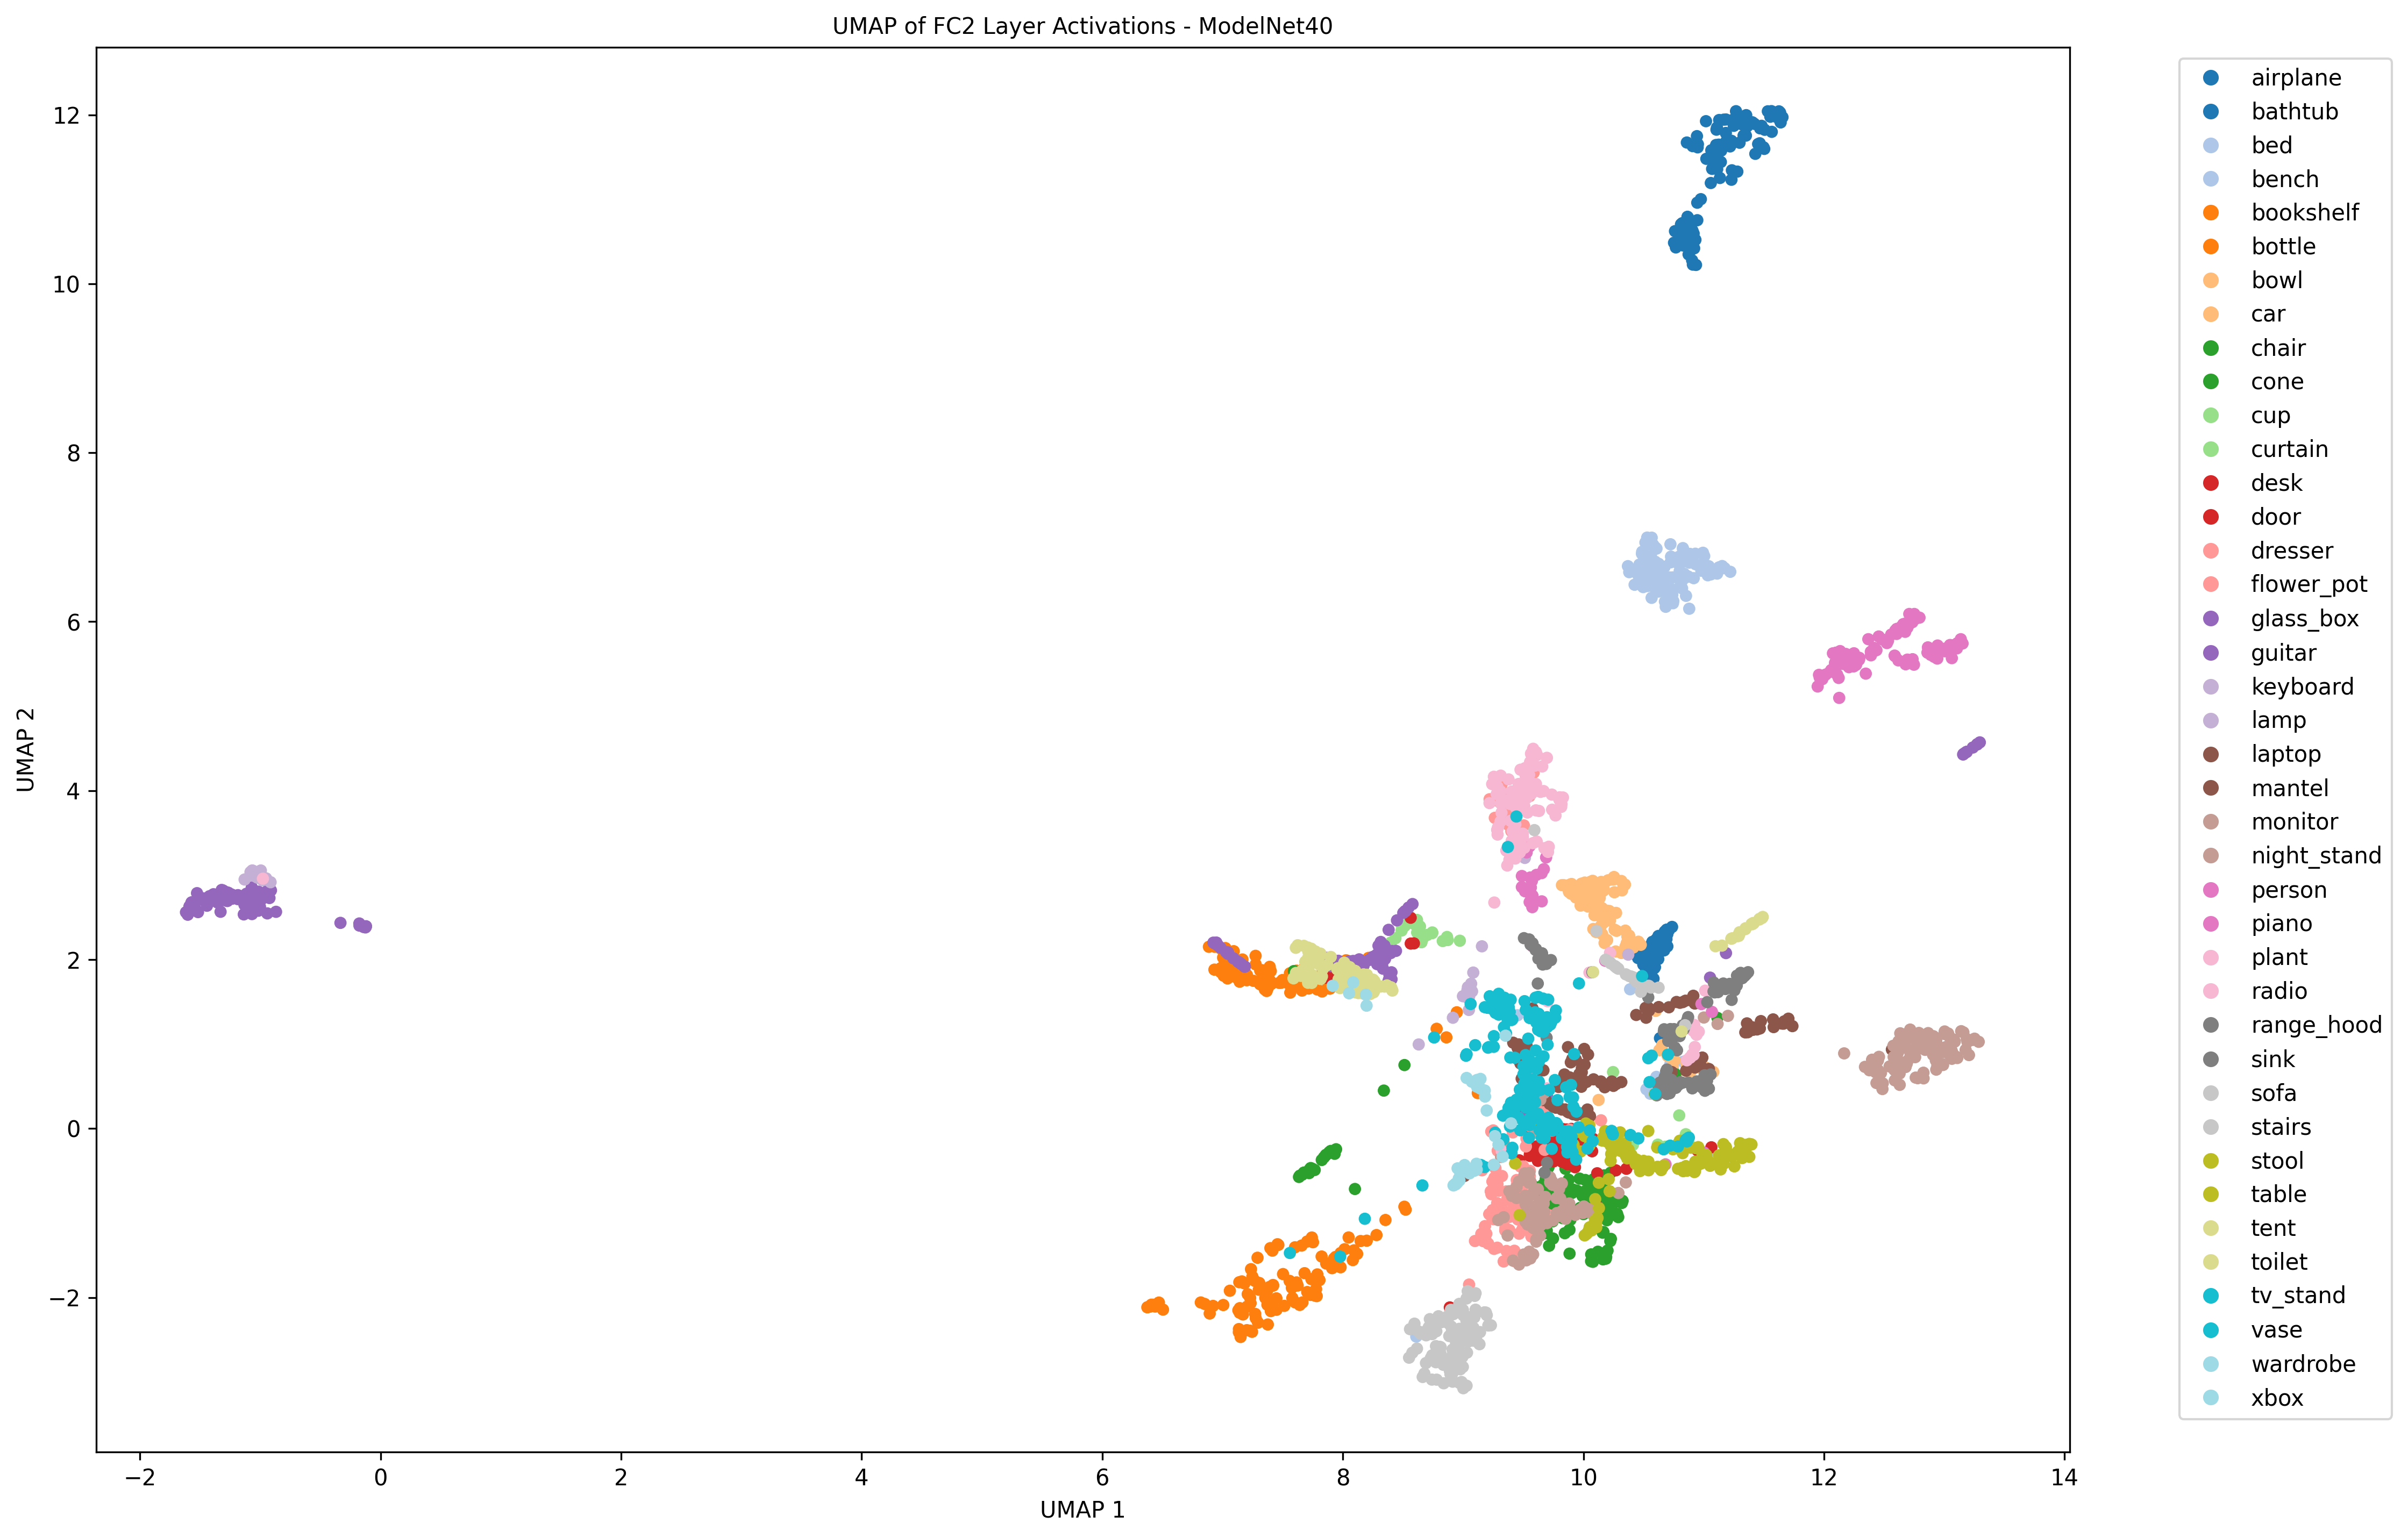 UMAP of FC2 Layer Activations - ModelNet40
12
10
8
6
4
2
0
−2
UMAP 2
−2
0
2
4
6
8
10
12
14
UMAP 1
airplane
bathtub
bed
bench
bookshelf
bottle
bowl
car
chair
cone
cup
curtain
desk
door
dresser
flower_pot
glass_box
guitar
keyboard
lamp
laptop
mantel
monitor
night_stand
person
piano
plant
radio
range_hood
sink
sofa
stairs
stool
table
tent
toilet
tv_stand
vase
wardrobe
xbox